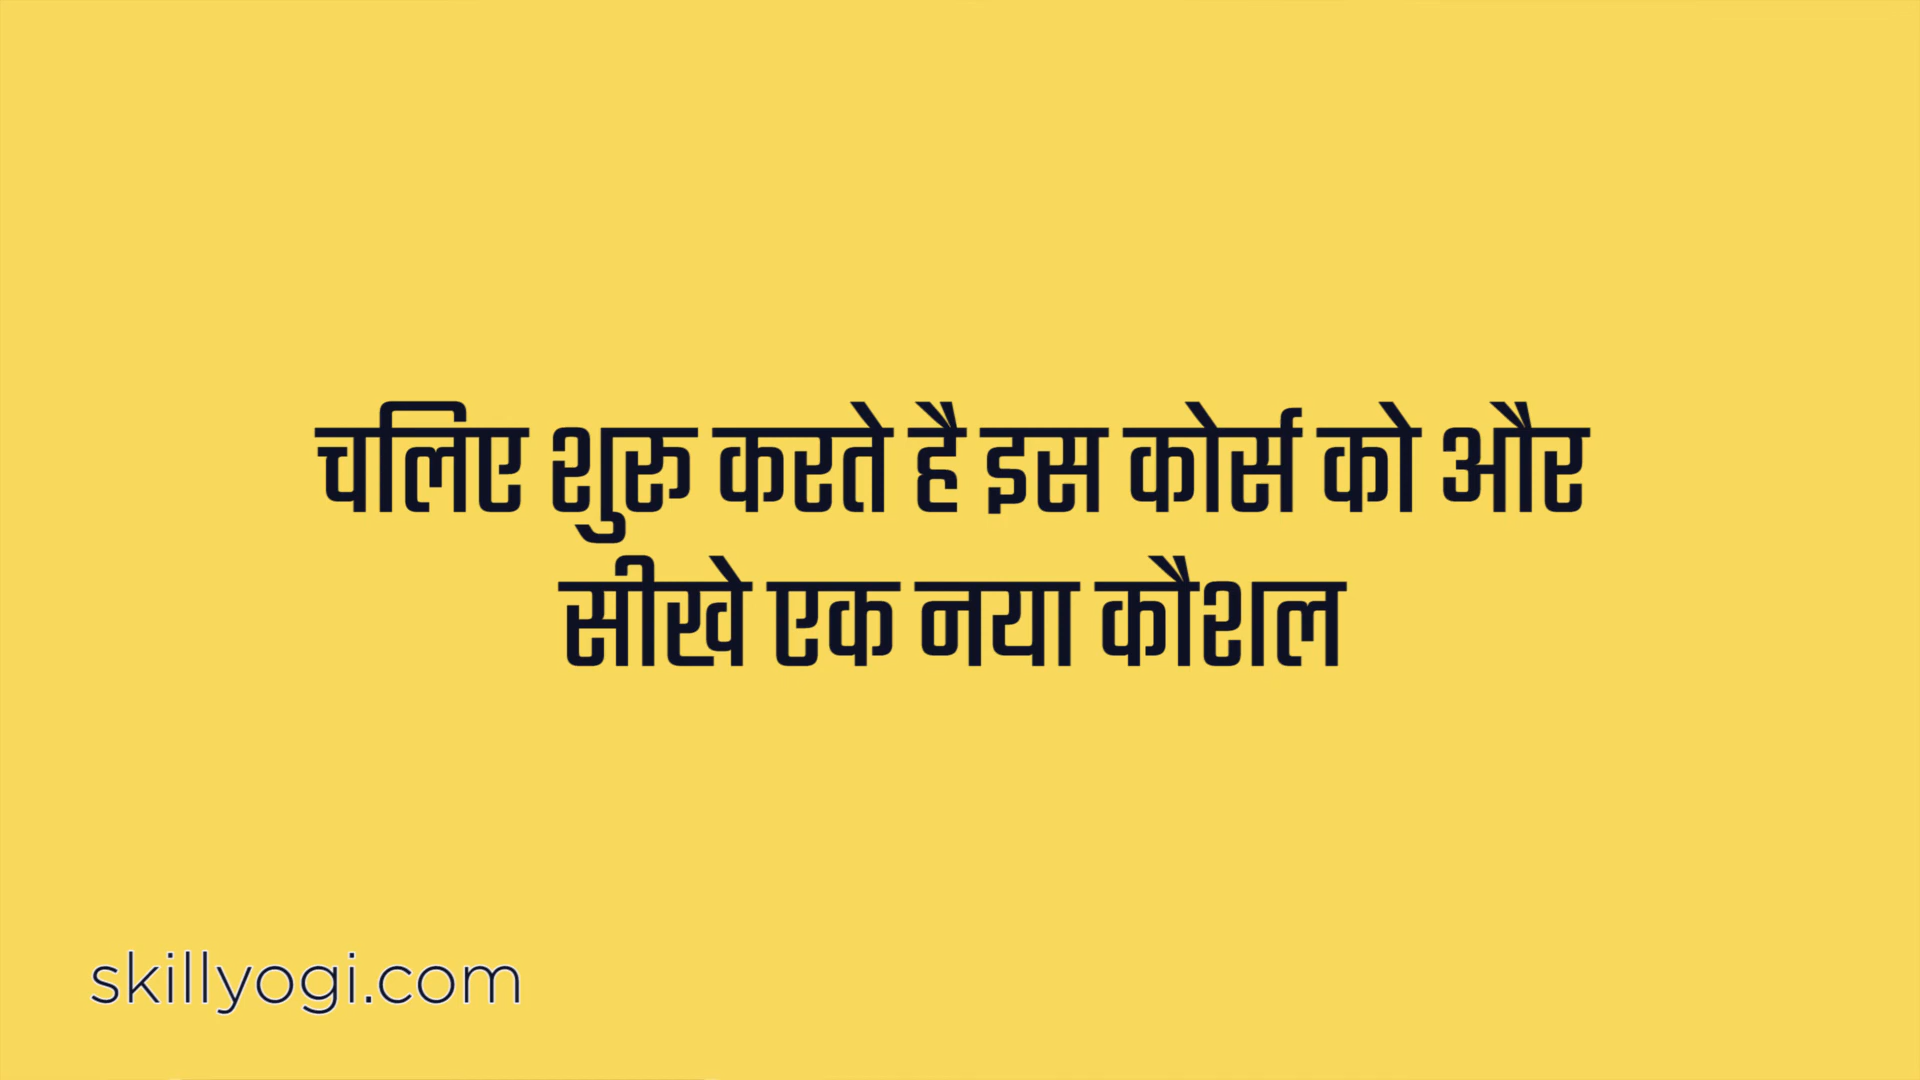 चलिए शुरू करते है इस कोर्स को और
सीखे एक नया कौशल
skillyogi.com